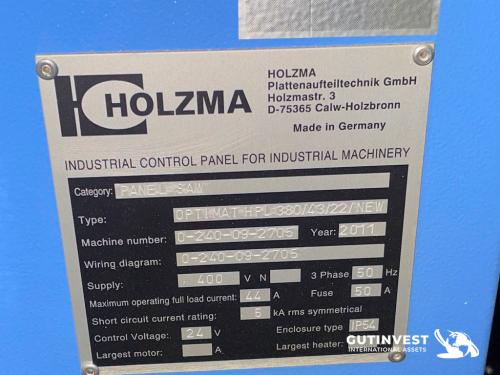 HOLZMA
HOLZMA
Plattenaufteiltechnik GmbH
Holzmastr. 3
D-75365 Calw-Holzbronn
Made in Germany
INDUSTRIAL CONTROL PANEL FOR INDUSTRIAL MACHINERY
Category: PANEL SAW
Type: OPTIMAT HPL 380/43/22/NEW
Machine number: 0-240-09-2705 Year: 2011
Wiring diagram: 0-240-09-2705
Supply: 400 V N 3 Phase 50 Hz
Maximum operating full load current: 44 A Fuse 50 A
Short circuit current rating: 5 kA rms symmetrical
Control Voltage: 24 V Enclosure type IP54
Largest motor: A Largest heater:
GUTINVEST
INTERNATIONAL ASSETS